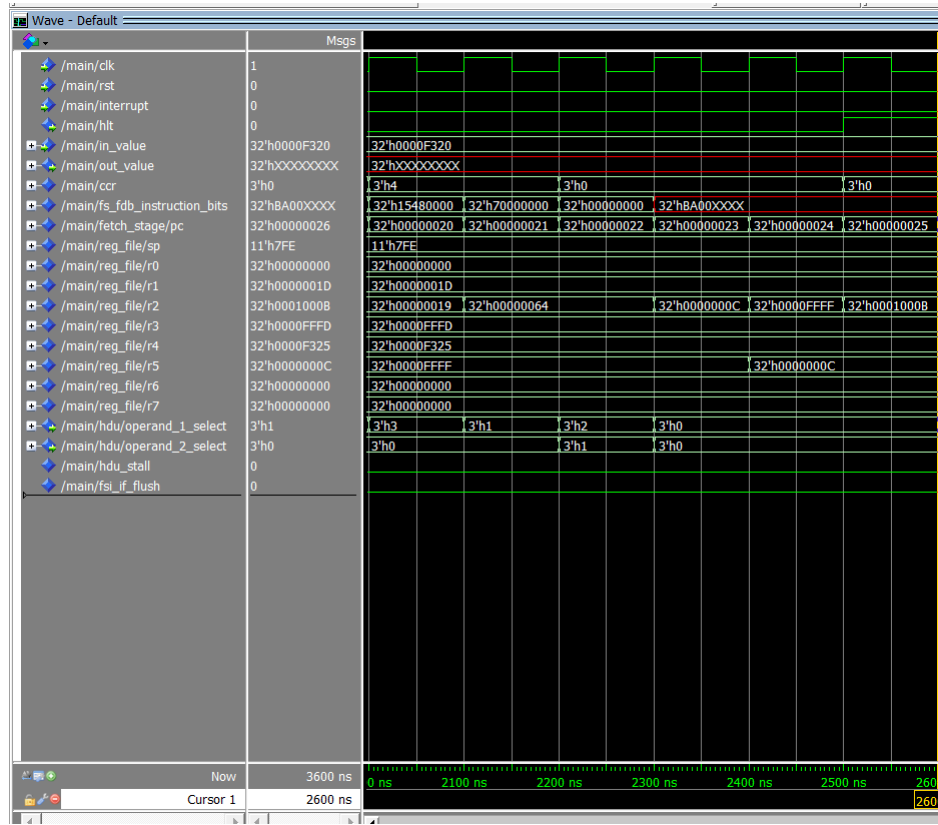 Wave - Default
Msgs
/main/clk 1
/main/rst 0
/main/interrupt 0
/main/hlt 0
/main/in_value 32'h0000F320 32'h0000F320
/main/out_value 32'hXXXXXXXX 32'hXXXXXXXX
/main/ccr 3'h0 3'h4 3'h0 3'h0
/main/fs_fdb_instruction_bits 32'hBA00XXXX 32'h15480000 32'h70000000 32'h00000000 32'hBA00XXXX
/main/fetch_stage/pc 32'h00000026 32'h00000020 32'h00000021 32'h00000022 32'h00000023 32'h00000024 32'h00000025
/main/reg_file/sp 11'h7FE 11'h7FE
/main/reg_file/r0 32'h00000000 32'h00000000
/main/reg_file/r1 32'h0000001D 32'h0000001D
/main/reg_file/r2 32'h0001000B 32'h00000019 32'h00000064 32'h0000000C 32'h0000FFFF 32'h0001000B
/main/reg_file/r3 32'h0000FFFD 32'h0000FFFD
/main/reg_file/r4 32'h0000F325 32'h0000F325
/main/reg_file/r5 32'h0000000C 32'h0000FFFF 32'h0000000C
/main/reg_file/r6 32'h00000000 32'h00000000
/main/reg_file/r7 32'h00000000 32'h00000000
/main/hdu/operand_1_select 3'h1 3'h3 3'h1 3'h2 3'h0
/main/hdu/operand_2_select 3'h0 3'h0 3'h1 3'h0
/main/hdu_stall 0
/main/fsi_if_flush 0
Now 3600 ns 0 ns 2100 ns 2200 ns 2300 ns 2400 ns 2500 ns 260
Cursor 1 2600 ns 260